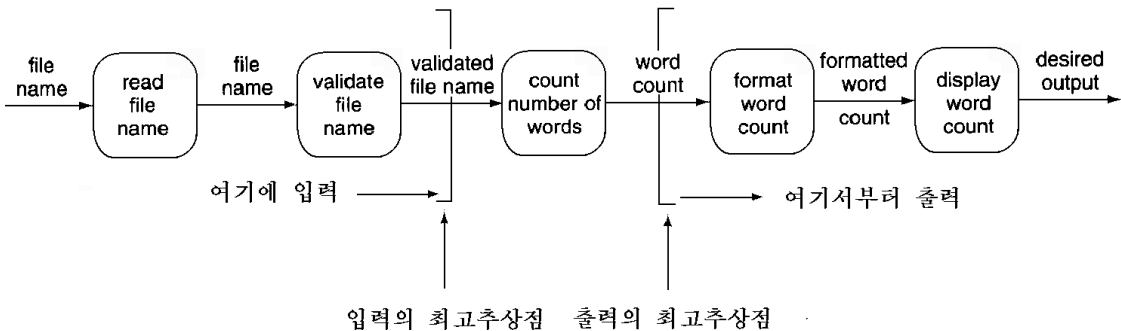 file
name
read
file
name
file
name
validate
file
name
validated
file name
count
number of
words
word
count
format
word
count
formatted
word
count
display
word
count
desired
output
여기에 입력
여기서부터 출력
입력의 최고추상점
출력의 최고추상점